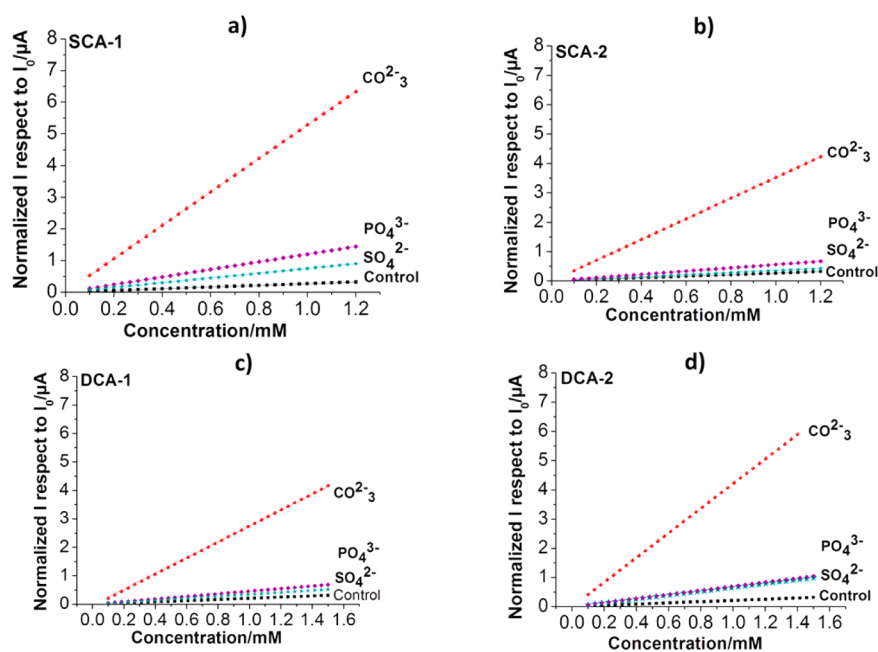 a)
SCA-1
Normalized I respect to I₀/μA
8
7
6
5
4
3
2
1
0
CO²⁻₃
PO₄³⁻
SO₄²⁻
Control
0.0 0.2 0.4 0.6 0.8 1.0 1.2
Concentration/mM
b)
SCA-2
Normalized I respect to I₀/μA
8
7
6
5
4
3
2
1
0
CO²⁻₃
PO₄³⁻
SO₄²⁻
Control
0.0 0.2 0.4 0.6 0.8 1.0 1.2
Concentration/mM
c)
DCA-1
Normalized I respect to I₀/μA
8
7
6
5
4
3
2
1
0
CO²⁻₃
PO₄³⁻
SO₄²⁻
Control
0.0 0.2 0.4 0.6 0.8 1.0 1.2 1.4 1.6
Concentration/mM
d)
DCA-2
Normalized I respect to I₀/μA
8
7
6
5
4
3
2
1
0
CO²⁻₃
PO₄³⁻
SO₄²⁻
Control
0.0 0.2 0.4 0.6 0.8 1.0 1.2 1.4 1.6
Concentration/mM